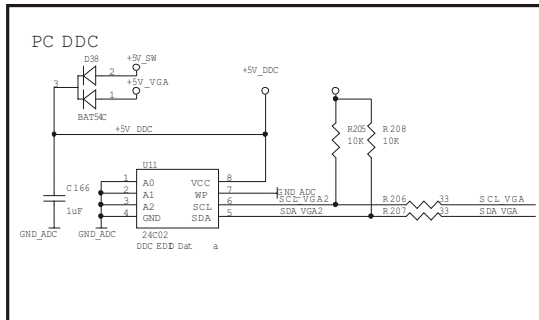 PC DDC
D38
+5V_SW
2
+5V_VGA
3
1
BAT54C
+5V_DDC
+5V_DDC
R205
10K
R208
10K
U11
1 A0 VCC 8
2 A1 WP 7 GND_ADC
3 A2 SCL 6 SCL_VGA2 R206 33 SCL_VGA
4 GND SDA 5 SDA_VGA2 R207 33 SDA_VGA
C166
1uF
GND_ADC
GND_ADC
24C02
DDC EDID Dat a